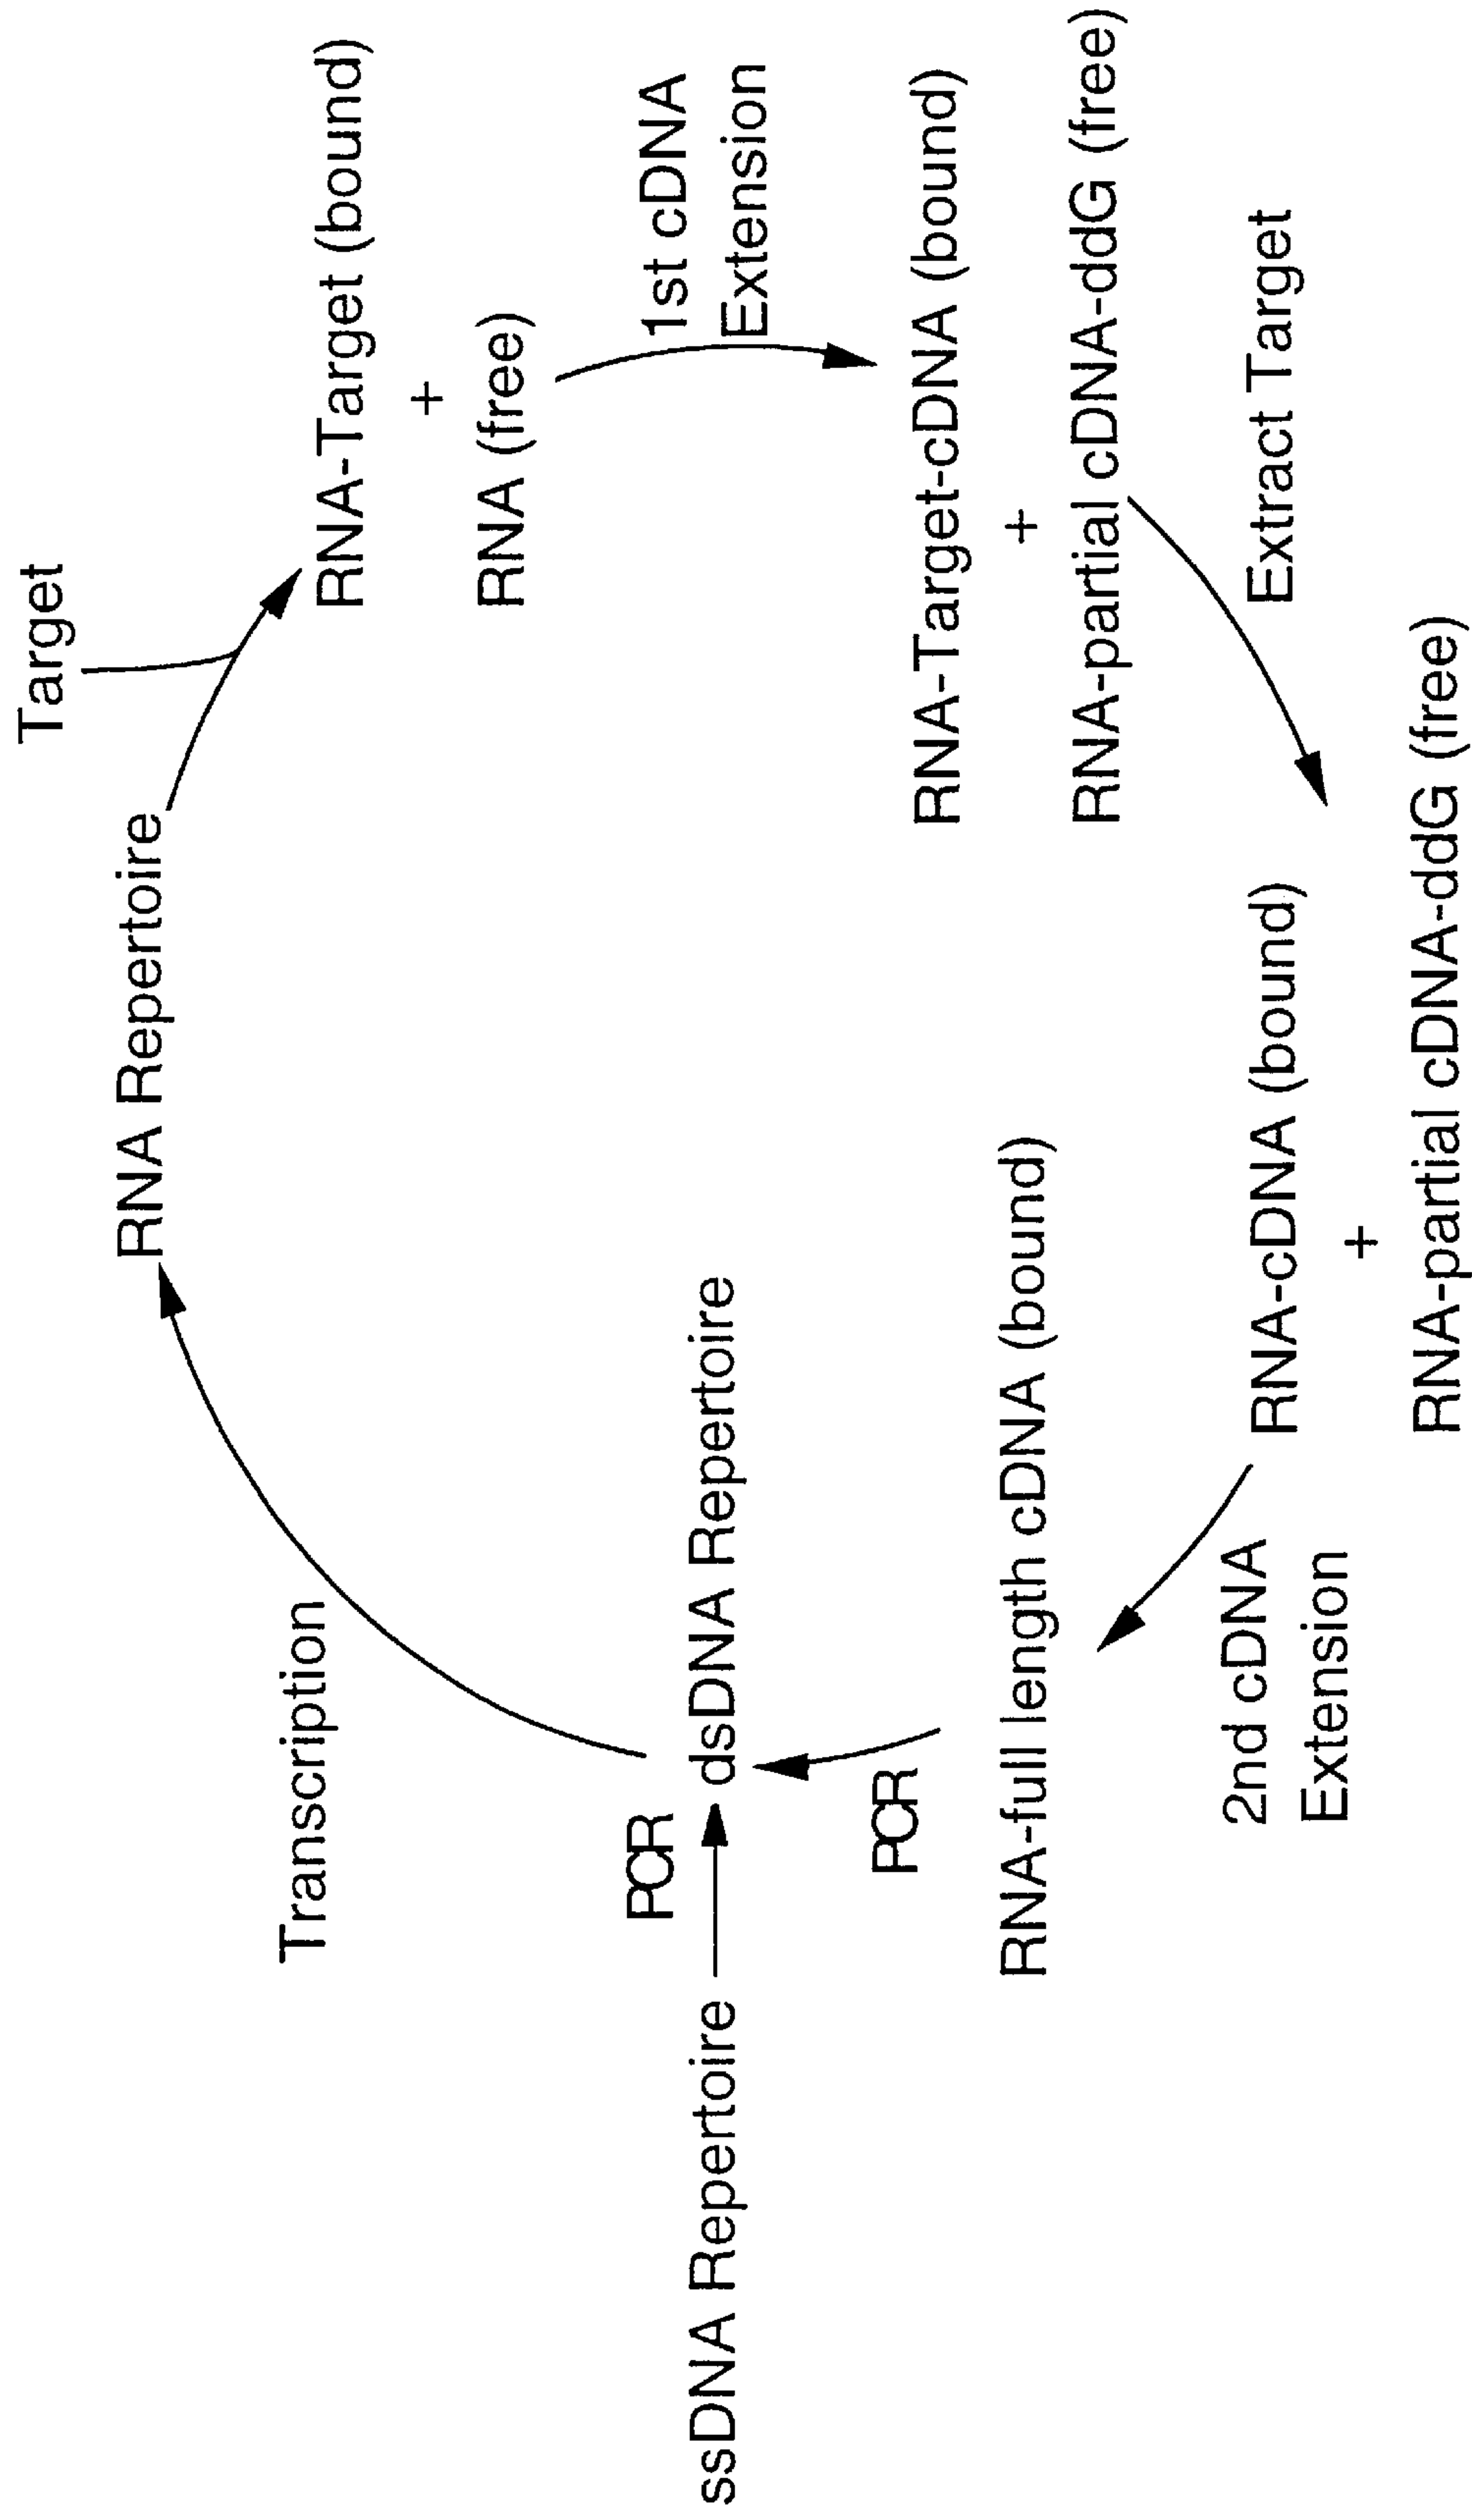 Target
RNA Repertoire
RNA-Target (bound)
+
RNA (free)
1st cDNA
Extension
RNA-Target-cDNA (bound)
+
RNA-partial cDNA-ddG (free)
Extract Target
RNA-cDNA (bound)
+
RNA-partial cDNA-ddG (free)
2nd cDNA
Extension
RNA-full length cDNA (bound)
PCR
dsDNA Repertoire
PCR
ssDNA Repertoire
Transcription